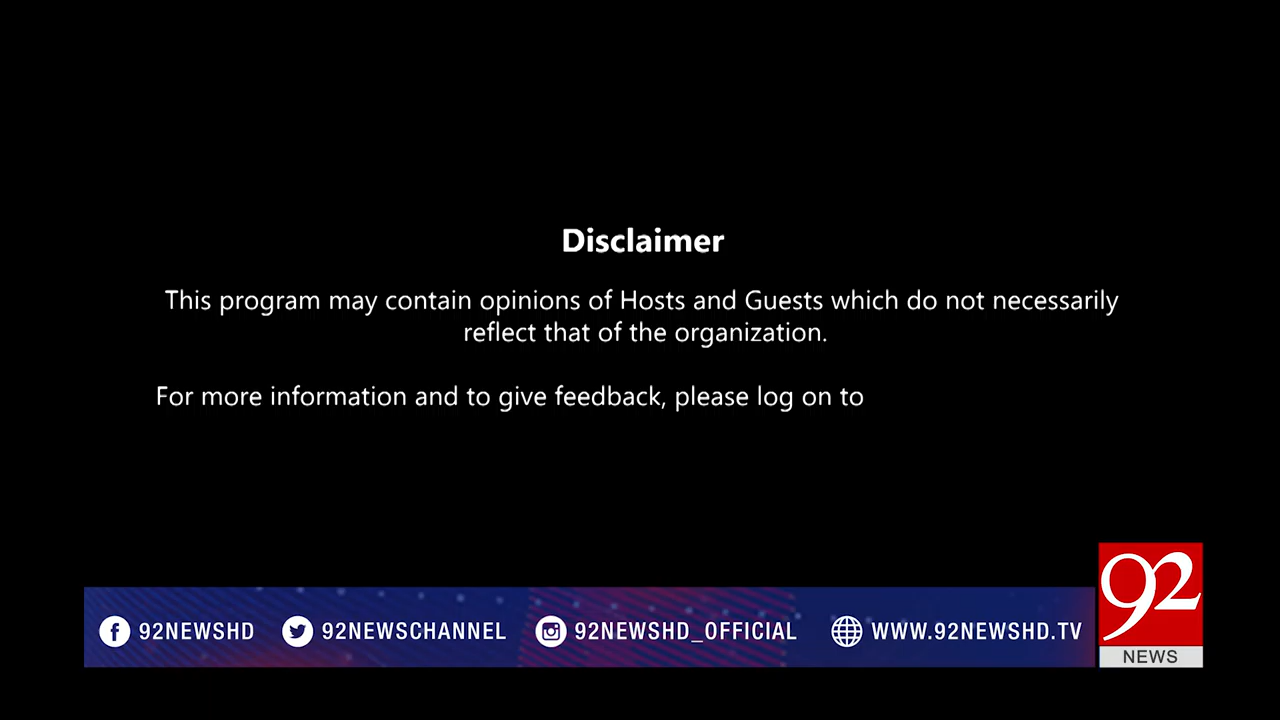 Disclaimer
This program may contain opinions of Hosts and Guests which do not necessarily
reflect that of the organization.
For more information and to give feedback, please log on to
92NEWSHD 92NEWSCHANNEL 92NEWSHD_OFFICIAL WWW.92NEWSHD.TV
92
NEWS